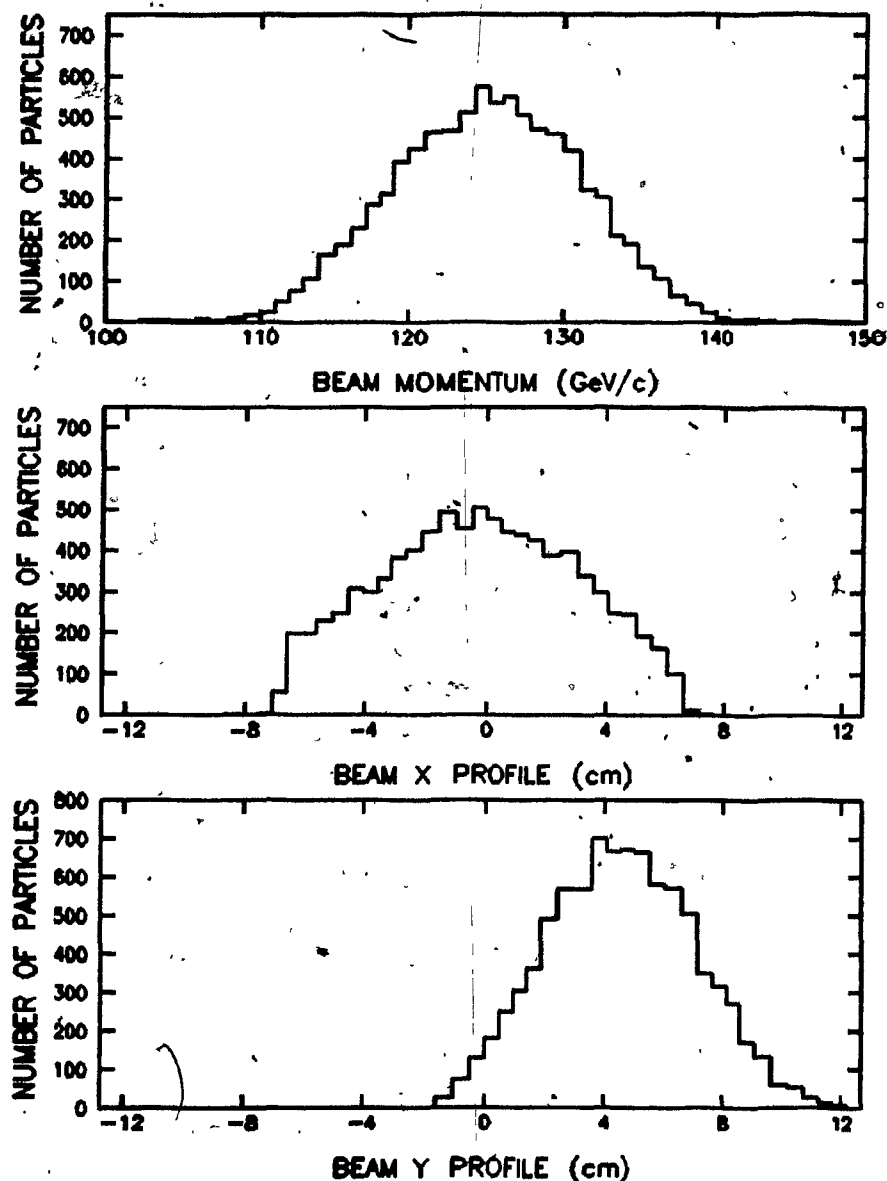 NUMBER OF PARTICLES
700
600
500
400
300
200
100
0
100 110 120 130 140 150
BEAM MOMENTUM (GeV/c)
NUMBER OF PARTICLES
700
600
500
400
300
200
100
0
-12 -8 -4 0 4 8 12
BEAM X PROFILE (cm)
NUMBER OF PARTICLES
800
700
600
500
400
300
200
100
0
-12 -8 -4 0 4 8 12
BEAM Y PROFILE (cm)